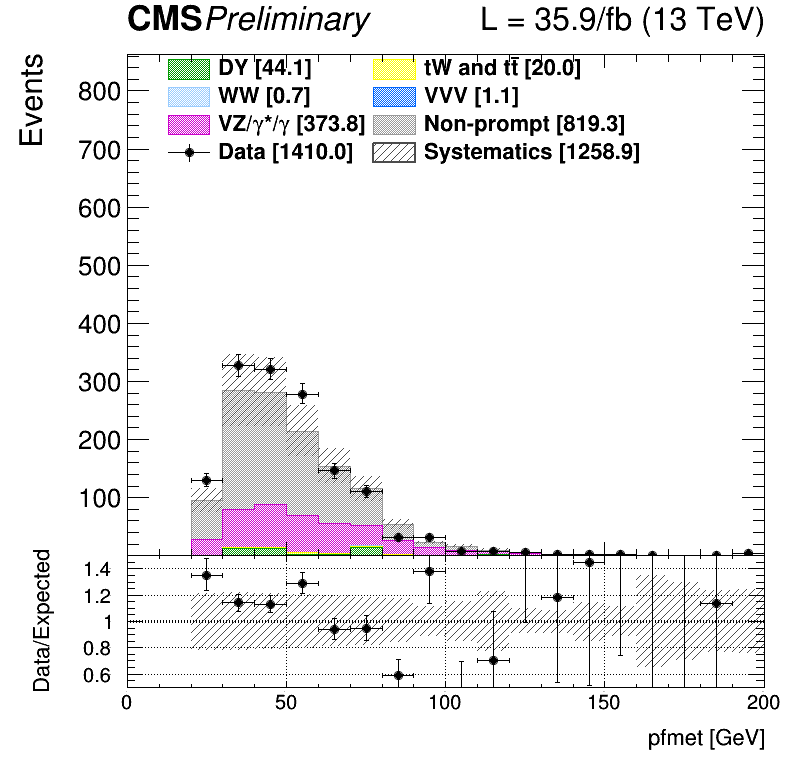 CMS Preliminary L = 35.9/fb (13 TeV)
Events
DY [44.1] tW and tt̄ [20.0]
WW [0.7] VVV [1.1]
VZ/γ*/γ [373.8] Non-prompt [819.3]
Data [1410.0] Systematics [1258.9]
800
700
600
500
400
300
200
100
Data/Expected
1.4
1.2
1
0.8
0.6
0 50 100 150 200
pfmet [GeV]